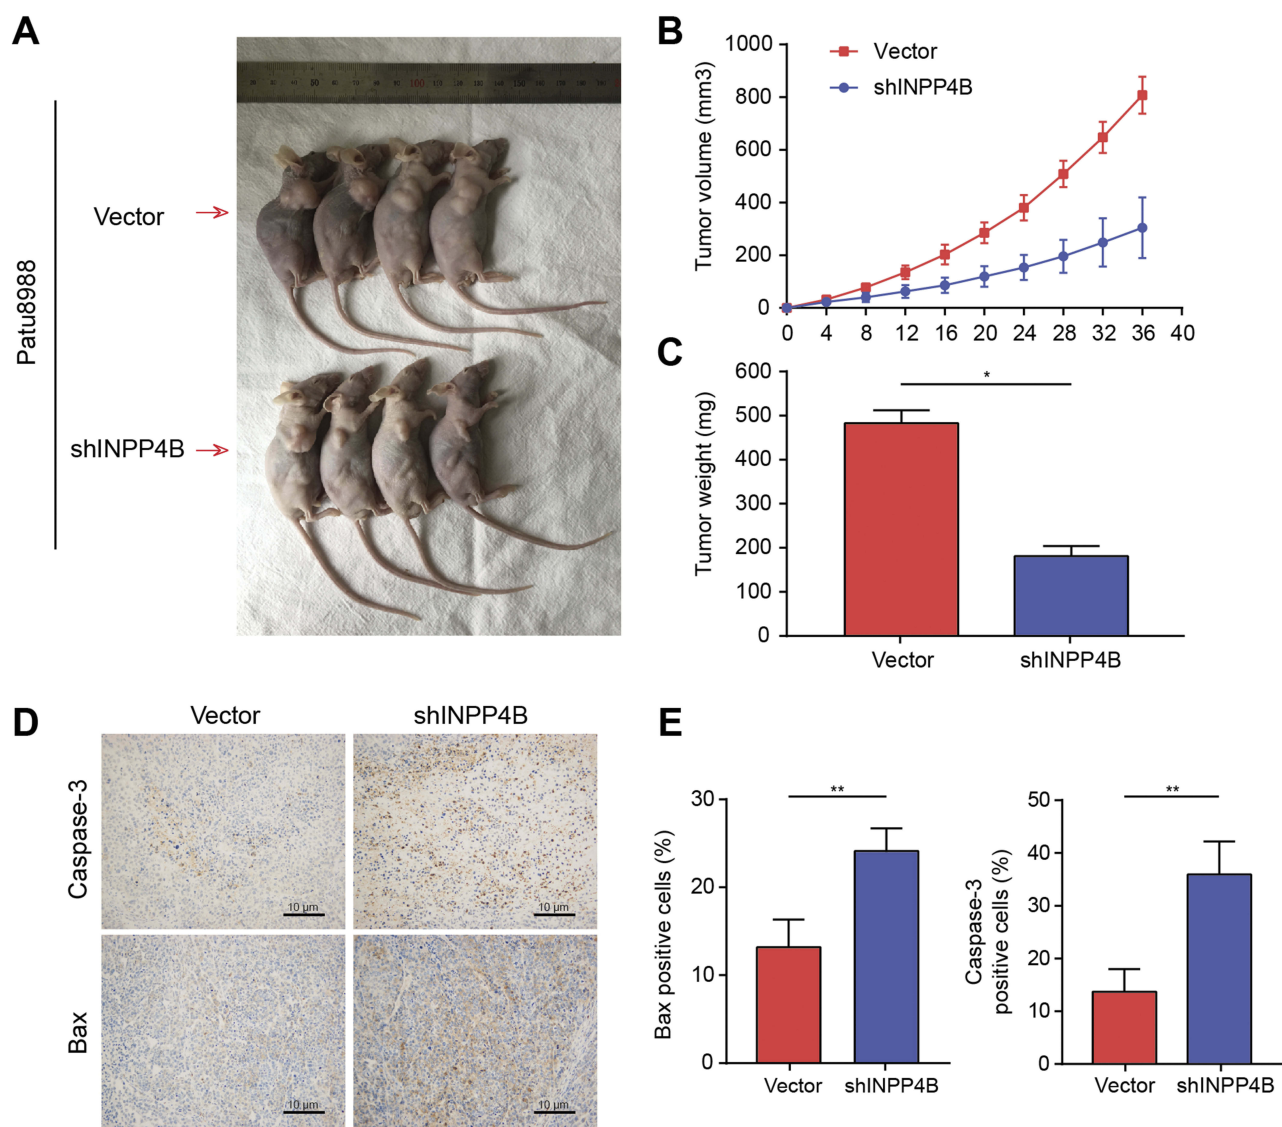 A
Patu8988
Vector
shINPP4B
50
100
150
B
Tumor volume (mm3)
1000
800
600
400
200
0
Vector
shINPP4B
0 4 8 12 16 20 24 28 32 36 40
C
Tumor weight (mg)
600
500
400
300
200
100
0
*
Vector shINPP4B
D
Vector shINPP4B
Caspase-3
10 µm 10 µm
Bax
10 µm 10 µm
E
Bax positive cells (%)
30
20
10
0
**
Vector shINPP4B
Caspase-3
positive cells (%)
50
40
30
20
10
0
**
Vector shINPP4B